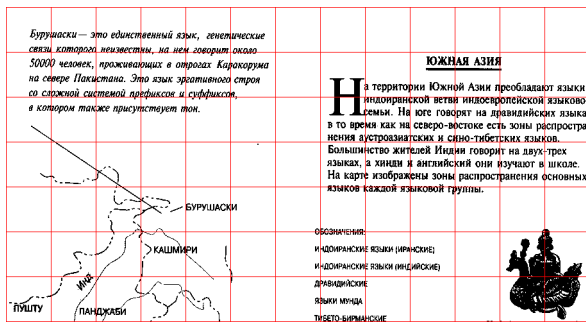 Бурушаски — это единственный язык, генетические
связи которого неизвестны, на нем говорит около
50000 человек, проживающих в отрогах Каракорума
на севере Пакистана. Это язык эргативного строя
со сложной системой префиксов и суффиксов,
в котором также присутствует тон.
БУРУШАСКИ
КАШМИРИ
ИНД
ПУШТУ
ПАНДЖАБИ
ЮЖНАЯ АЗИЯ
На территории Южной Азии преобладают языки
индоиранской ветви индоевропейской языково
семьи. На юге говорят на дравидийских языка
в то время как на северо-востоке есть зоны распростра
нения аустроазиатских и сино-тибетских языков.
Большинство жителей Индии говорит на двух-трех
языках, а хинди и английский они изучают в школе.
На карте изображены зоны распространения основных
языков каждой языковой группы.
ОБОЗНАЧЕНИЯ:
ИНДОИРАНСКИЕ ЯЗЫКИ (ИРАНСКИЕ)
ИНДОИРАНСКИЕ ЯЗЫКИ (ИНДИЙСКИЕ)
ДРАВИДИЙСКИЕ
ЯЗЫКИ МУНДА
ТИБЕТО-БИРМАНСКИЕ